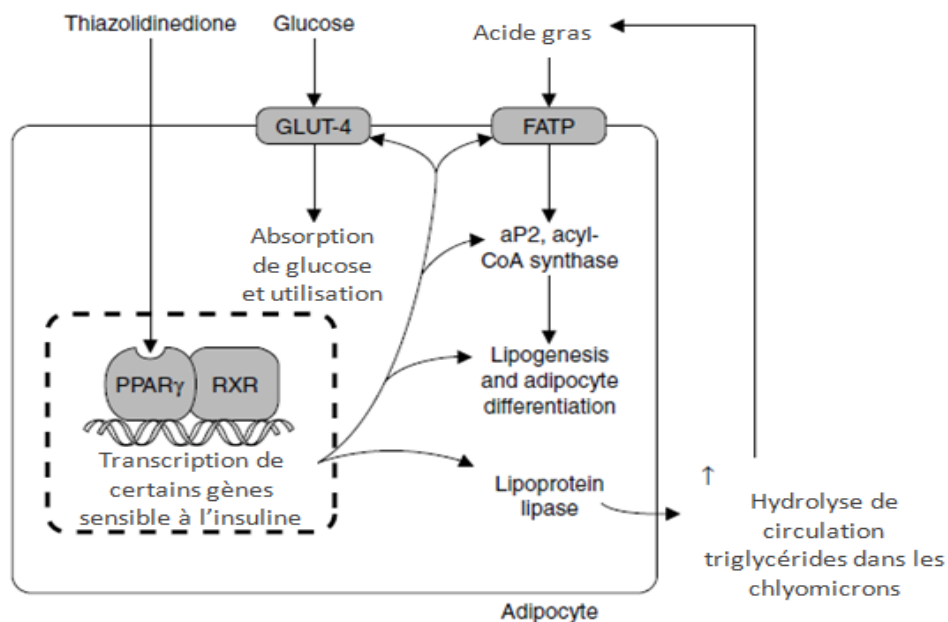 Thiazolidinedione
Glucose
Acide gras
GLUT-4
FATP
Absorption
de glucose
et utilisation
aP2, acyl-
CoA synthase
PPARγ
RXR
Lipogenesis
and adipocyte
differentiation
Transcription de
certains gènes
sensible à l'insuline
Lipoprotein
lipase
↑
Hydrolyse de
circulation
triglycérides dans les
chlyomicrons
Adipocyte